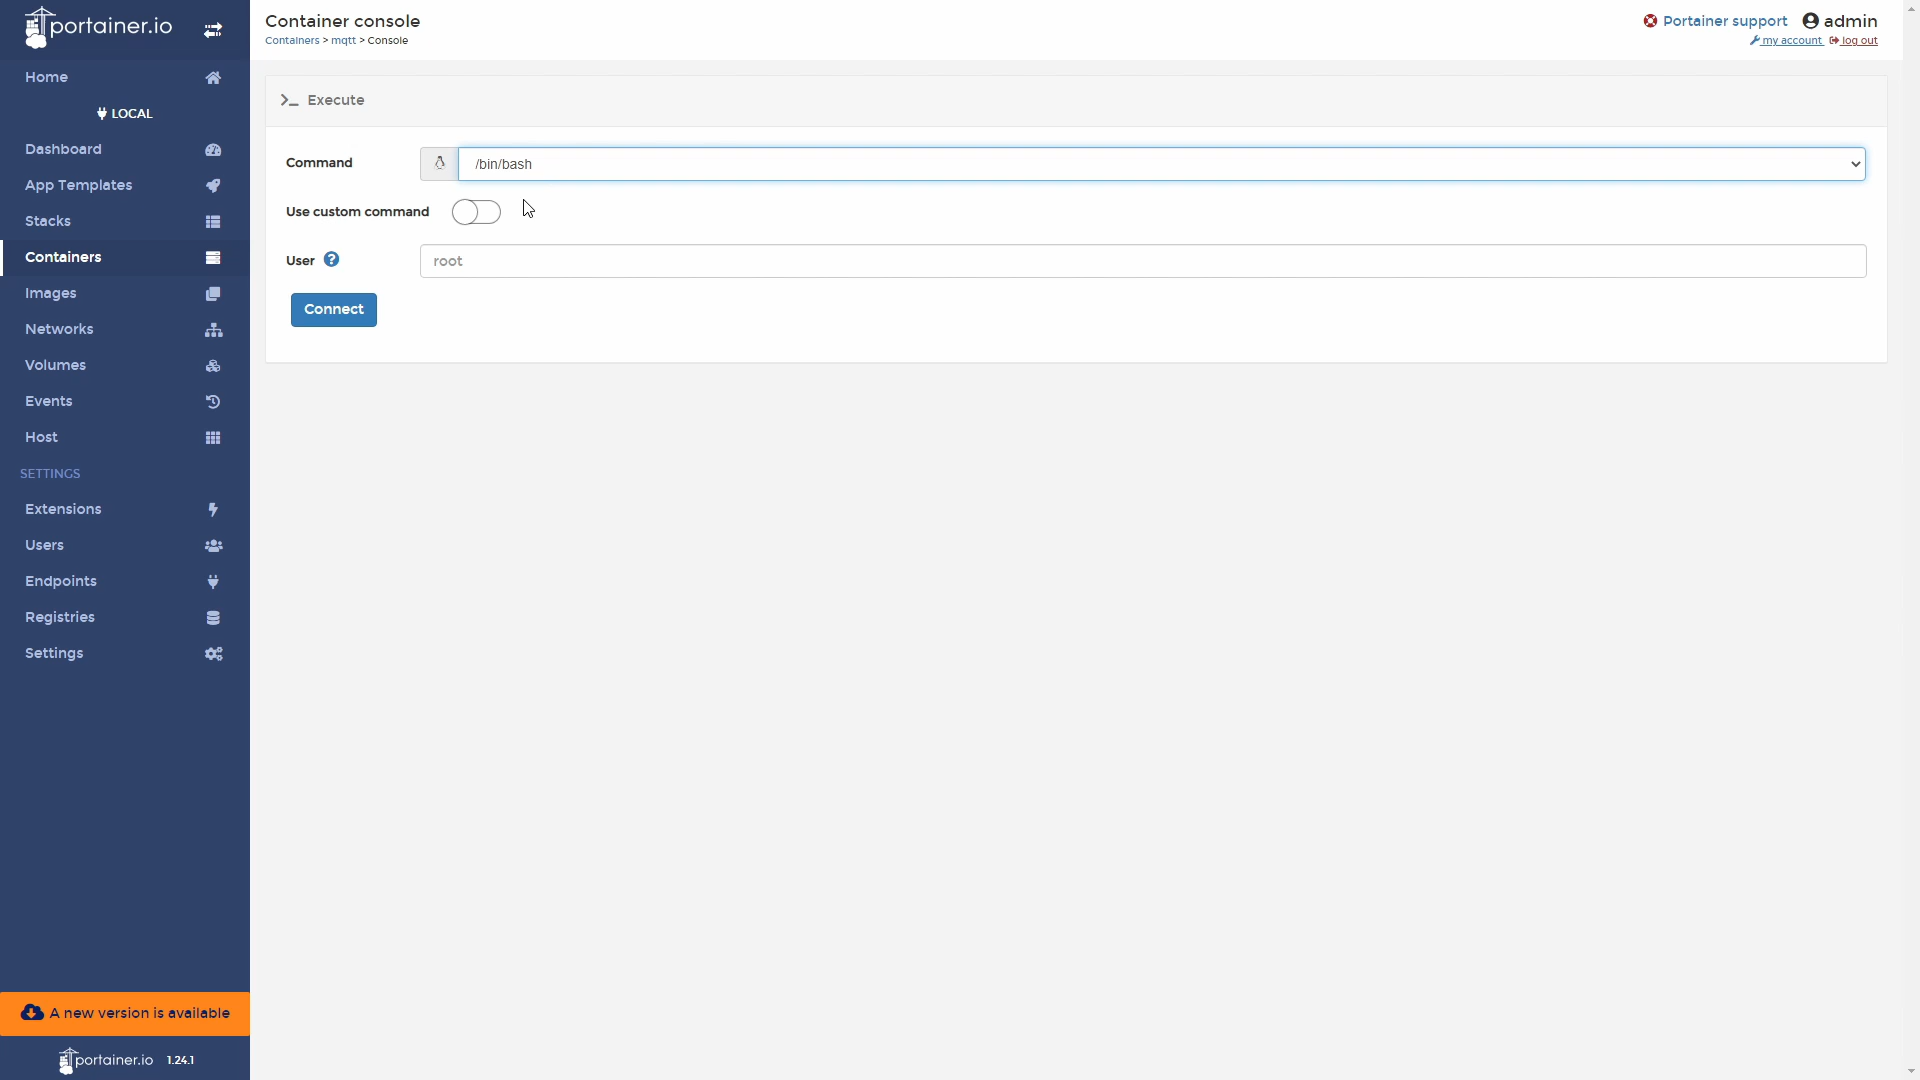 portainer.io
Home
LOCAL
Dashboard
App Templates
Stacks
Containers
Images
Networks
Volumes
Events
Host
SETTINGS
Extensions
Users
Endpoints
Registries
Settings
A new version is available
portainer.io 1.24.1
Container console
Containers > mqtt > Console
Portainer support admin
my account log out
>_ Execute
Command /bin/bash
Use custom command
User ? root
Connect